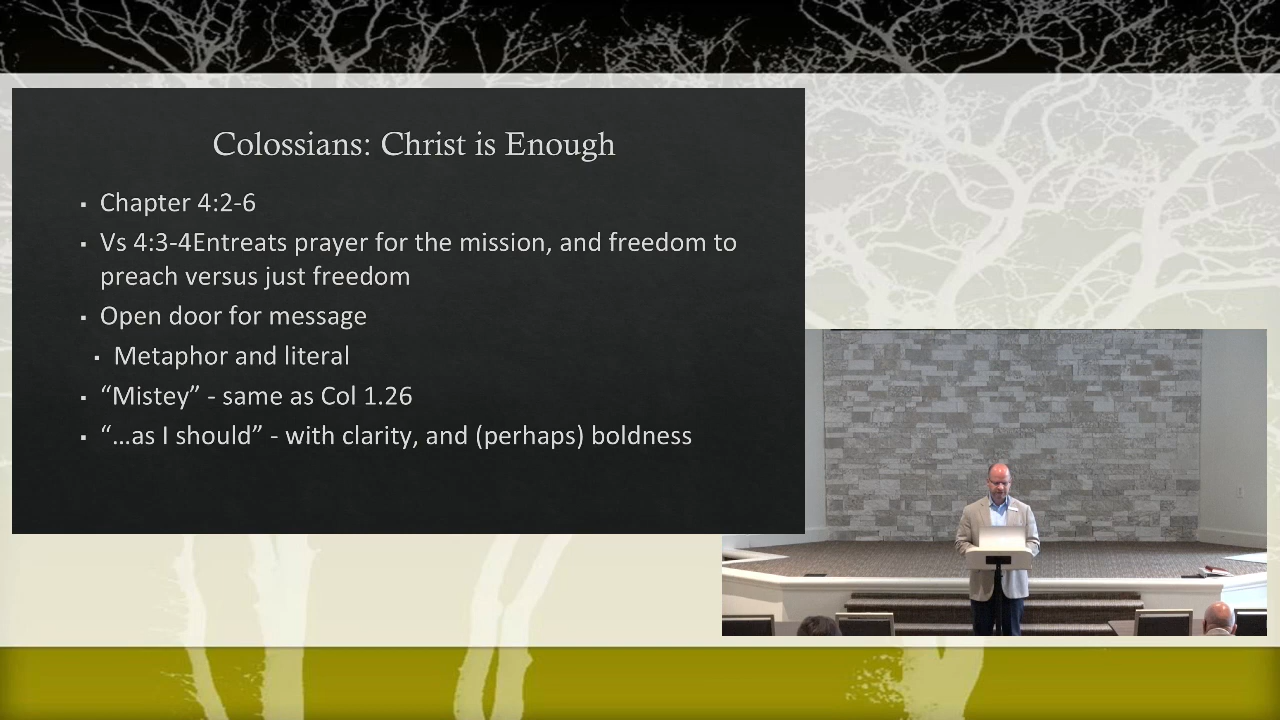 Colossians: Christ is Enough
▪ Chapter 4:2-6
▪ Vs 4:3-4Entreats prayer for the mission, and freedom to
preach versus just freedom
▪ Open door for message
▪ Metaphor and literal
▪ “Mistey” - same as Col 1.26
▪ “…as I should” - with clarity, and (perhaps) boldness